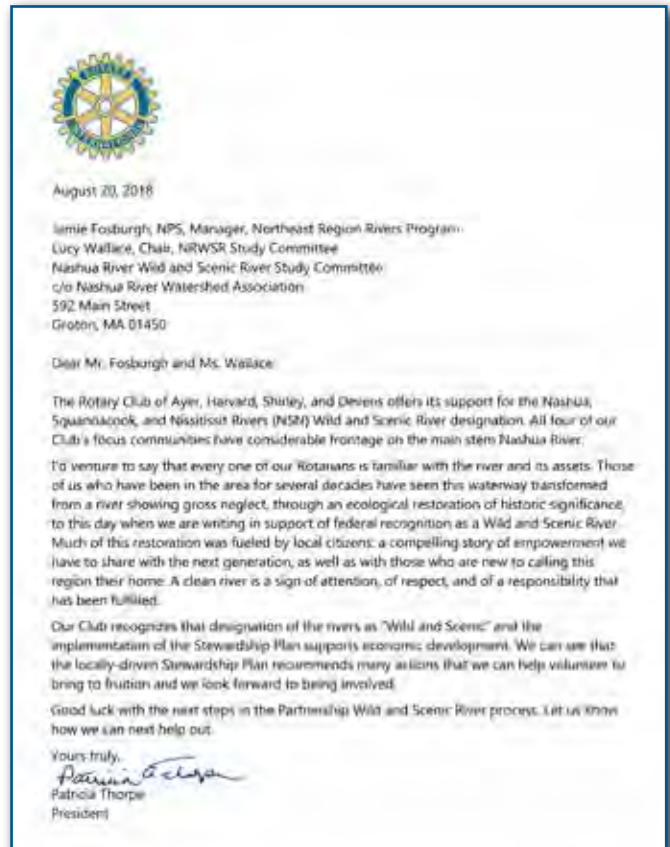 ROTARY
INTERNATIONAL
August 20, 2018
Jamie Fosburgh, NPS, Manager, Northeast Region Rivers Program
Lucy Wallace, Chair, NRWSR Study Committee
Nashua River Wild and Scenic River Study Committee
c/o Nashua River Watershed Association
592 Main Street
Groton, MA 01450
Dear Mr. Fosburgh and Ms. Wallace
The Rotary Club of Ayer, Harvard, Shirley, and Devens offers its support for the Nashua,
Squannacook, and Nissitissit Rivers (NSN) Wild and Scenic River designation. All four of our
Club's focus communities have considerable frontage on the main stem Nashua River.
I'd venture to say that every one of our Rotarians is familiar with the river and its assets. Those
of us who have been in the area for several decades have seen this waterway transformed
from a river showing gross neglect, through an ecological restoration of historic significance,
to this day when we are writing in support of federal recognition as a Wild and Scenic River.
Much of this restoration was fueled by local citizens: a compelling story of empowerment we
have to share with the next generation, as well as with those who are new to calling this
region their home. A clean river is a sign of attention, of respect, and of a responsibility that
has been fulfilled.
Our Club recognizes that designation of the rivers as "Wild and Scenic" and the
implementation of the Stewardship Plan supports economic development. We can see that
the locally-driven Stewardship Plan recommends many actions that we can help volunteer to
bring to fruition and we look forward to being involved.
Good luck with the next steps in the Partnership Wild and Scenic River process. Let us know
how we can next help out.
Yours truly,
Patricia Thorpe
Patricia Thorpe
President